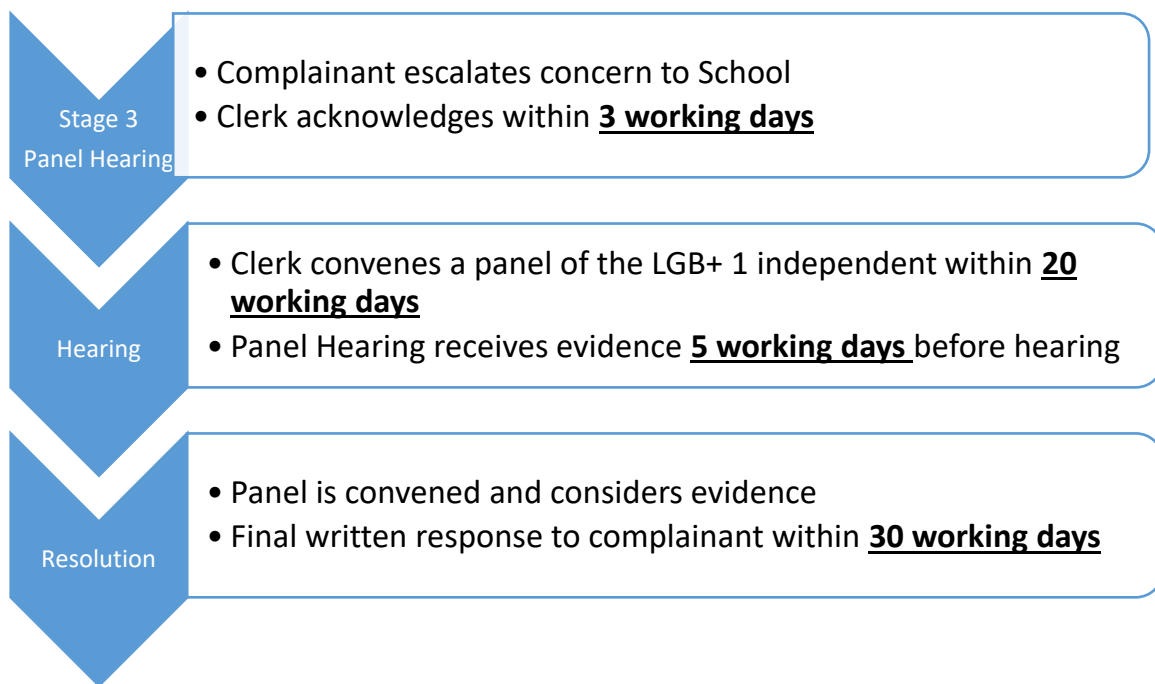 Stage 3
Panel Hearing
• Complainant escalates concern to School
• Clerk acknowledges within 3 working days
Hearing
• Clerk convenes a panel of the LGB+ 1 independent within 20
working days
• Panel Hearing receives evidence 5 working days before hearing
Resolution
• Panel is convened and considers evidence
• Final written response to complainant within 30 working days